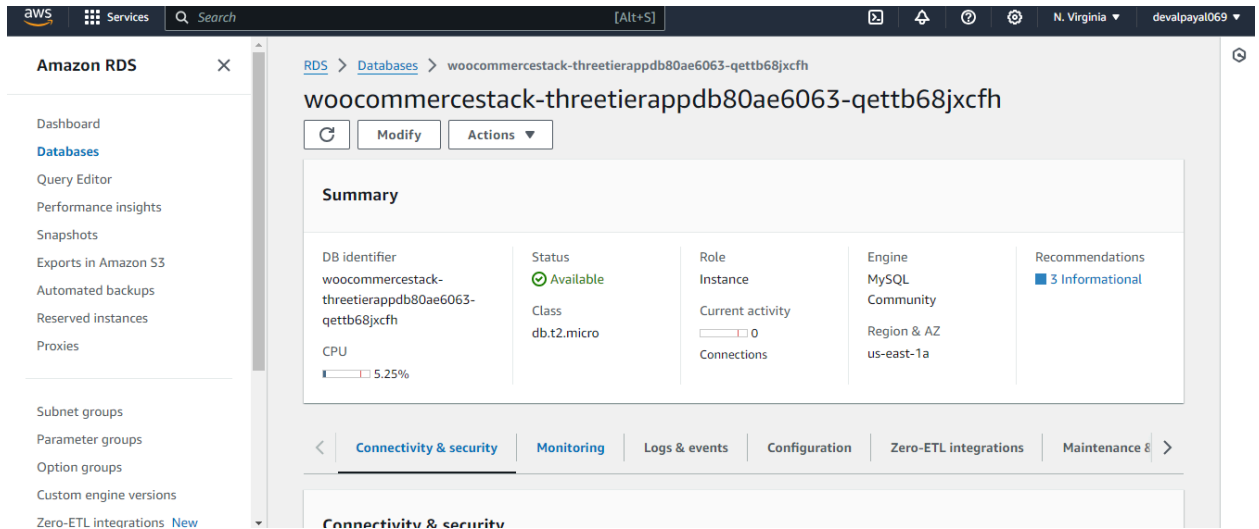 aws Services Search [Alt+S] N. Virginia ▼ devalpayal069 ▼
Amazon RDS
Dashboard
Databases
Query Editor
Performance insights
Snapshots
Exports in Amazon S3
Automated backups
Reserved instances
Proxies
Subnet groups
Parameter groups
Option groups
Custom engine versions
Zero-ETL integrations New
RDS > Databases > woocommercestack-threetierappdb80ae6063-qettb68jxcfh
woocommercestack-threetierappdb80ae6063-qettb68jxcfh
Modify Actions ▼
Summary
DB identifier
woocommercestack-
threetierappdb80ae6063-
qettb68jxcfh
CPU
5.25%
Status
Available
Class
db.t2.micro
Role
Instance
Current activity
0
Connections
Engine
MySQL
Community
Region & AZ
us-east-1a
Recommendations
3 Informational
Connectivity & security Monitoring Logs & events Configuration Zero-ETL integrations Maintenance &
Connectivity & security